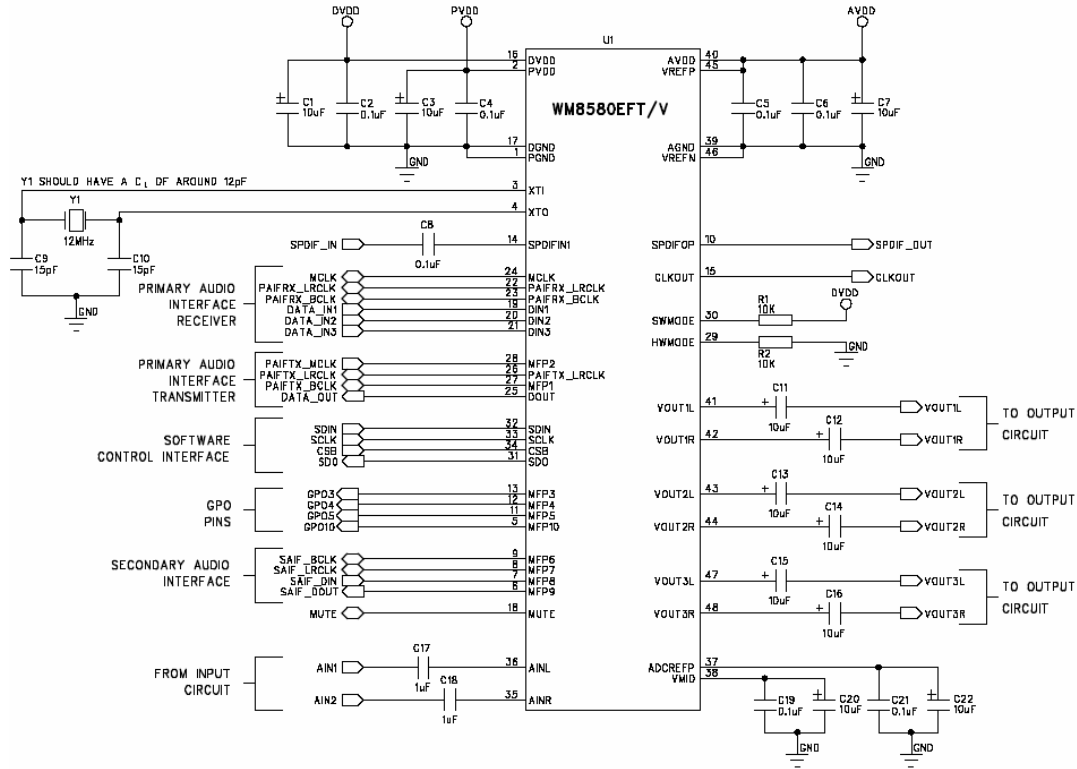 DVDD
PVDD
AVDD
U1
WM8580EFT/V
16 DVDD
2 PVDD
AVDD 40
VREFP 45
C1 10uF
C2 0.1uF
C3 10uF
C4 0.1uF
C5 0.1uF
C6 0.1uF
C7 10uF
17 DGND
1 PGND
AGND 39
VREFN 46
GND
GND
Y1 SHOULD HAVE A CL OF AROUND 12pF
3 XTI
Y1
12MHz
4 XTO
C9 15pF
C10 15pF
GND
SPDIF_IN
C8
0.1uF
14 SPDIFIN1
SPDIFOP 10 SPDIF_OUT
CLKOUT 15 CLKOUT
PRIMARY AUDIO
INTERFACE
RECEIVER
MCLK 24 MCLK
PAIFRX_LRCLK 22 PAIFRX_LRCLK
PAIFRX_BCLK 23 PAIFRX_BCLK
DATA_IN1 19 DIN1
DATA_IN2 20 DIN2
DATA_IN3 21 DIN3
DVDD
R1
10K
SWMODE 30
HWMODE 29
R2
10K
GND
PRIMARY AUDIO
INTERFACE
TRANSMITTER
PAIFTX_MCLK 28 MFP2
PAIFTX_LRCLK 26 PAIFTX_LRCLK
PAIFTX_BCLK 27 MFP1
DATA_OUT 25 DOUT
VOUT1L 41 C11 10uF VOUT1L
VOUT1R 42 C12 10uF VOUT1R
TO OUTPUT
CIRCUIT
SOFTWARE
CONTROL INTERFACE
SDIN 32 SDIN
SCLK 33 SCLK
CSB 34 CSB
SDO 31 SDO
GPO
PINS
GPO3 13 MFP3
GPO4 12 MFP4
GPO5 11 MFP5
GPO10 5 MFP10
VOUT2L 43 C13 10uF VOUT2L
VOUT2R 44 C14 10uF VOUT2R
TO OUTPUT
CIRCUIT
SECONDARY AUDIO
INTERFACE
SAIF_BCLK 9 MFP6
SAIF_LRCLK 8 MFP7
SAIF_DIN 7 MFP8
SAIF_DOUT 6 MFP9
MUTE 18 MUTE
VOUT3L 47 C15 10uF VOUT3L
VOUT3R 48 C16 10uF VOUT3R
TO OUTPUT
CIRCUIT
FROM INPUT
CIRCUIT
AIN1 C17 1uF 36 AINL
AIN2 C18 1uF 35 AINR
ADCREFP 37
VMID 38
C19 0.1uF
C20 10uF
C21 0.1uF
C22 10uF
GND
GND